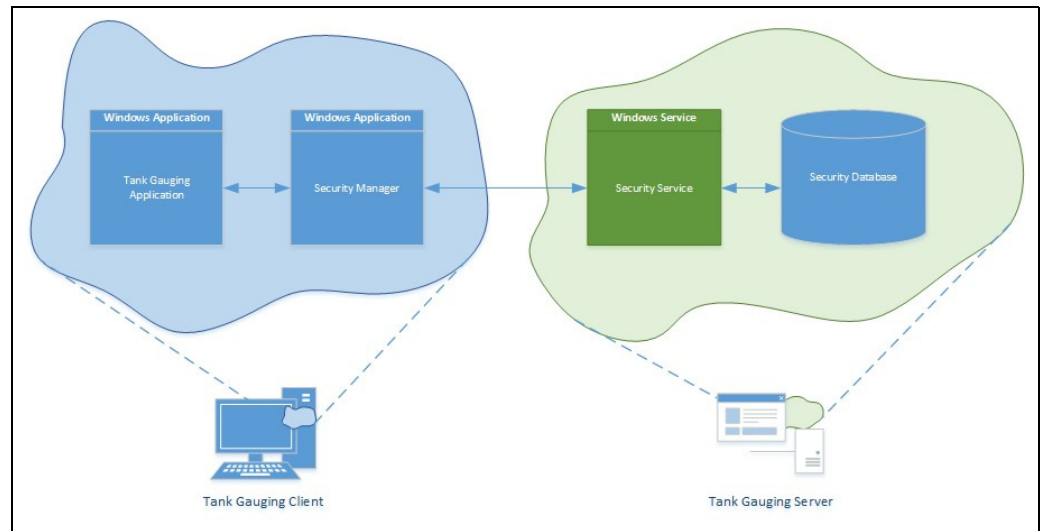 Windows Application
Tank Gauging
Application
Windows Application
Security Manager
Windows Service
Security Service
Security Database
Tank Gauging Client
Tank Gauging Server